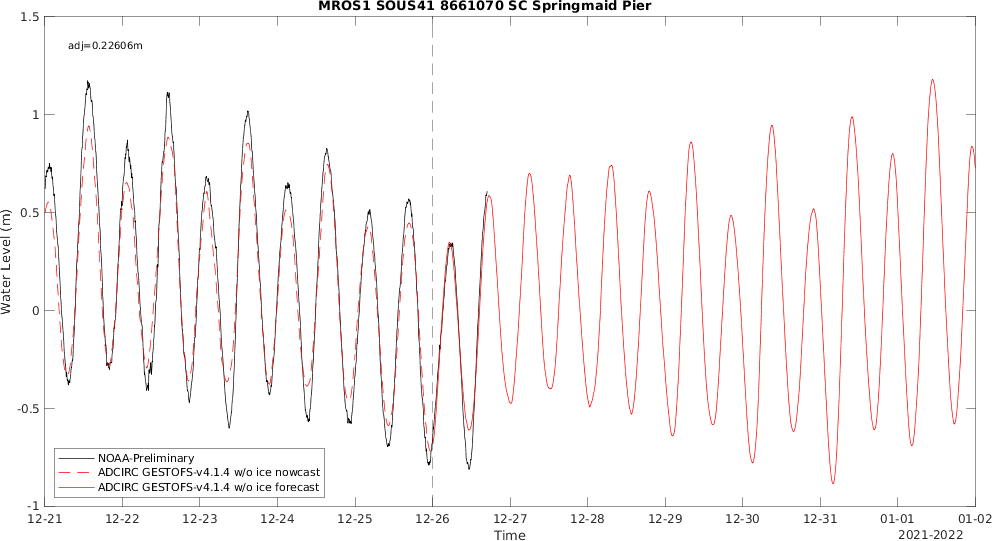 MROS1 SOUS41 8661070 SC Springmaid Pier
adj=0.22606m
Water Level (m)
1.5
1
0.5
0
-0.5
-1
NOAA-Preliminary
ADCIRC GESTOFS-v4.1.4 w/o ice nowcast
ADCIRC GESTOFS-v4.1.4 w/o ice forecast
12-21 12-22 12-23 12-24 12-25 12-26 12-27 12-28 12-29 12-30 12-31 01-01 01-02
Time
2021-2022